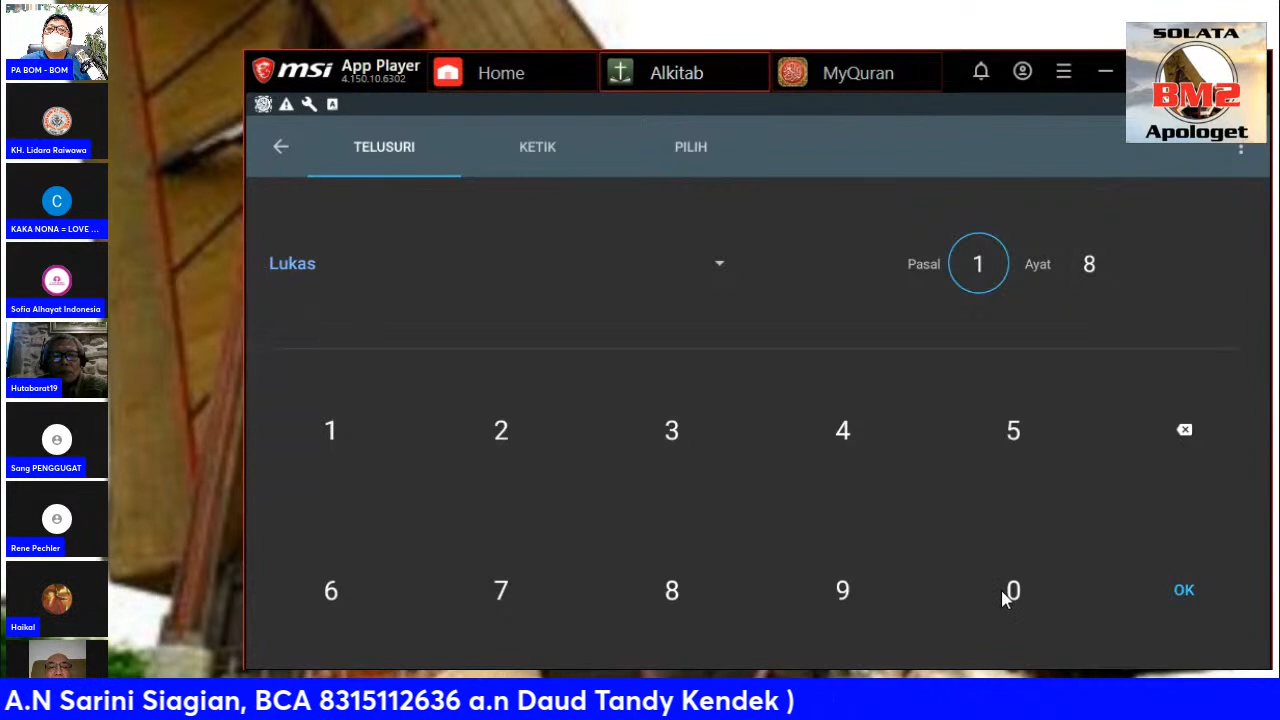 PA BOM - BOM
KH. Lidara Raiwawa
C
KAKA NONA = LOVE ...
Sofia Alhayat Indonesia
Hutabarat19
Sang PENGGUGAT
Rene Pechler
Haikal
msi App Player
4.150.10.6302
Home
Alkitab
MyQuran
SOLATA
BM2
Apologet
TELUSURI
KETIK
PILIH
Lukas
Pasal 1 Ayat 8
1 2 3 4 5
6 7 8 9 0 OK
A.N Sarini Siagian, BCA 8315112636 a.n Daud Tandy Kendek )